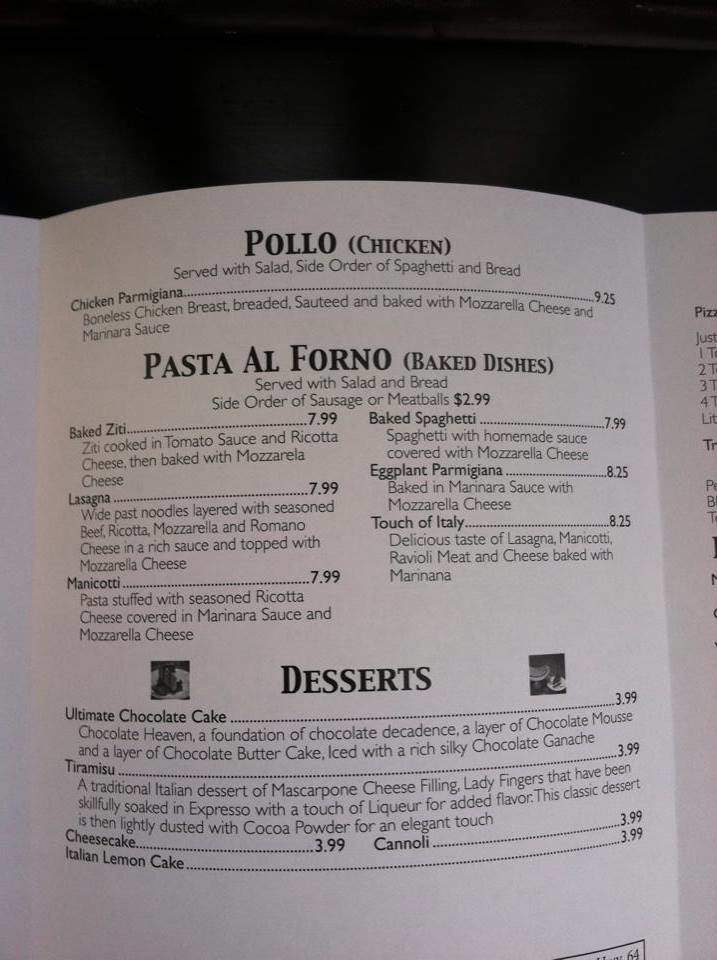 POLLO (CHICKEN)
Served with Salad, Side Order of Spaghetti and Bread
Chicken Parmigiana..........9.25
Boneless Chicken Breast, breaded, Sauteed and baked with Mozzarella Cheese and
Marinara Sauce
PASTA AL FORNO (BAKED DISHES)
Served with Salad and Bread
Side Order of Sausage or Meatballs $2.99
Baked Ziti..........7.99
Ziti cooked in Tomato Sauce and Ricotta
Cheese, then baked with Mozzarela
Cheese
Lasagna ..........7.99
Wide past noodles layered with seasoned
Beef, Ricotta, Mozzarella and Romano
Cheese in a rich sauce and topped with
Mozzarella Cheese
Manicotti ..........7.99
Pasta stuffed with seasoned Ricotta
Cheese covered in Marinara Sauce and
Mozzarella Cheese
Baked Spaghetti ..........7.99
Spaghetti with homemade sauce
covered with Mozzarella Cheese
Eggplant Parmigiana ..........8.25
Baked in Marinara Sauce with
Mozzarella Cheese
Touch of Italy..........8.25
Delicious taste of Lasagna, Manicotti,
Ravioli Meat and Cheese baked with
Marinana
DESSERTS
Ultimate Chocolate Cake ..........3.99
Chocolate Heaven, a foundation of chocolate decadence, a layer of Chocolate Mousse
and a layer of Chocolate Butter Cake, Iced with a rich silky Chocolate Ganache
Tiramisu ..........3.99
A traditional Italian dessert of Mascarpone Cheese Filling, Lady Fingers that have been
skillfully soaked in Expresso with a touch of Liqueur for added flavor. This classic dessert
is then lightly dusted with Cocoa Powder for an elegant touch
Cheesecake..........3.99 Cannoli ..........3.99
Italian Lemon Cake ..........3.99
Just
64